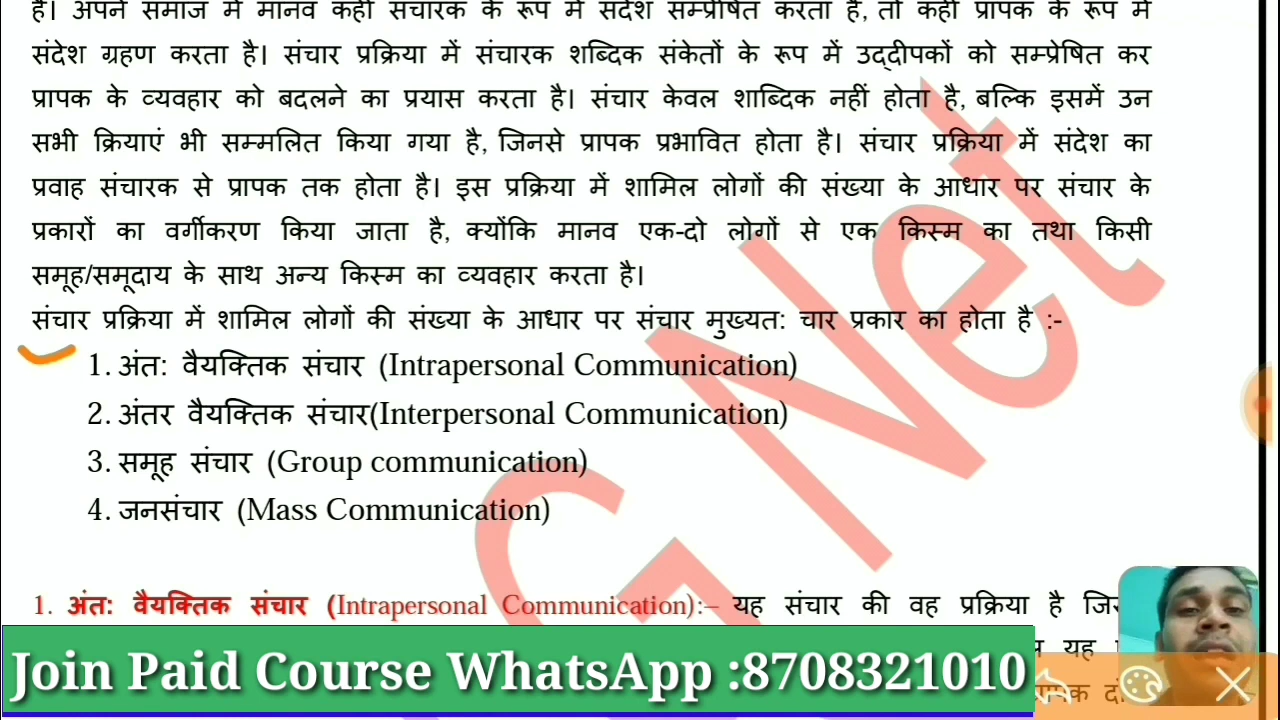 है। अपने समाज में मानव कहीं संचारक के रूप में संदेश सम्प्रेषित करता है, तो कहीं प्रापक के रूप में
संदेश ग्रहण करता है। संचार प्रक्रिया में संचारक शब्दिक संकेतों के रूप में उद्दीपकों को सम्प्रेषित कर
प्रापक के व्यवहार को बदलने का प्रयास करता है। संचार केवल शाब्दिक नहीं होता है, बल्कि इसमें उन
सभी क्रियाएं भी सम्मलित किया गया है, जिनसे प्रापक प्रभावित होता है। संचार प्रक्रिया में संदेश का
प्रवाह संचारक से प्रापक तक होता है। इस प्रक्रिया में शामिल लोगों की संख्या के आधार पर संचार के
प्रकारों का वर्गीकरण किया जाता है, क्योंकि मानव एक-दो लोगों से एक किस्म का तथा किसी
समूह/समूदाय के साथ अन्य किस्म का व्यवहार करता है।
संचार प्रक्रिया में शामिल लोगों की संख्या के आधार पर संचार मुख्यत: चार प्रकार का होता है :-
1. अंत: वैयक्तिक संचार (Intrapersonal Communication)
2. अंतर वैयक्तिक संचार(Interpersonal Communication)
3. समूह संचार (Group communication)
4. जनसंचार (Mass Communication)
1. अंत: वैयक्तिक संचार (Intrapersonal Communication):– यह संचार की वह प्रक्रिया है
यह
Join Paid Course WhatsApp :8708321010
G Net